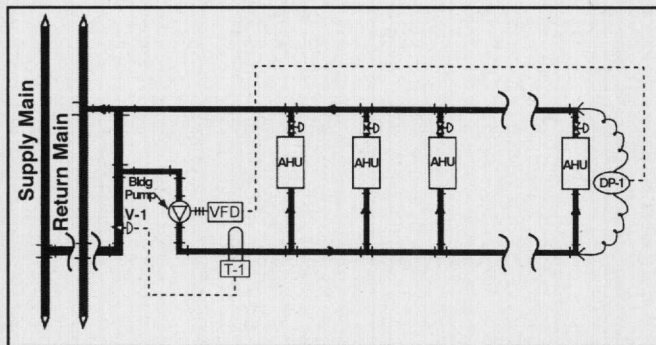 Supply Main
Return Main
Bldg
Pump
V-1
VFD
T-1
AHU
AHU
AHU
AHU
DP-1